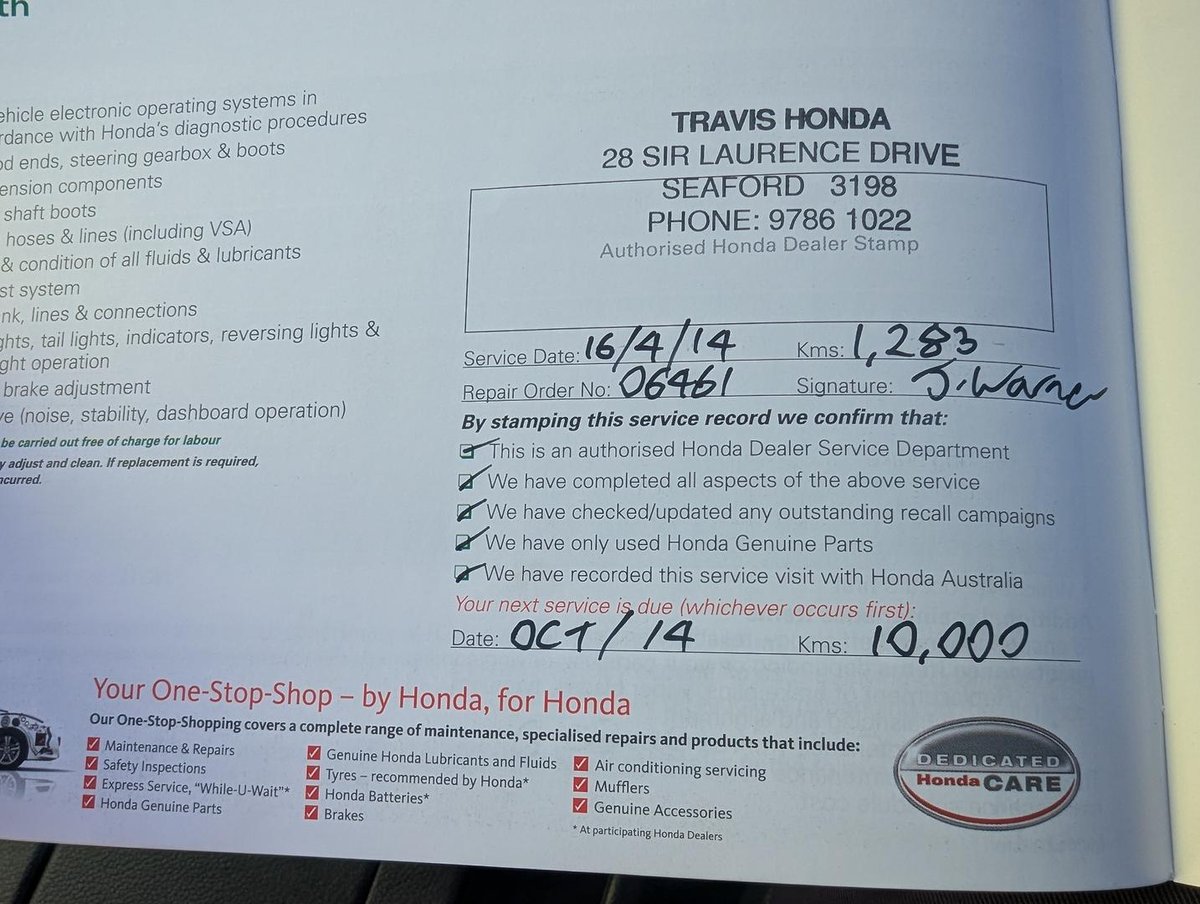 th
ehicle electronic operating systems in
rdance with Honda's diagnostic procedures
od ends, steering gearbox & boots
ension components
shaft boots
hoses & lines (including VSA)
& condition of all fluids & lubricants
st system
nk, lines & connections
ghts, tail lights, indicators, reversing lights &
ght operation
brake adjustment
ve (noise, stability, dashboard operation)
be carried out free of charge for labour
y adjust and clean. If replacement is required,
ncurred.
TRAVIS HONDA
28 SIR LAURENCE DRIVE
SEAFORD 3198
PHONE: 9786 1022
Authorised Honda Dealer Stamp
Service Date: 16/4/14 Kms: 1,283
Repair Order No: 06461 Signature: J. Warner
By stamping this service record we confirm that:
This is an authorised Honda Dealer Service Department
We have completed all aspects of the above service
We have checked/updated any outstanding recall campaigns
We have only used Honda Genuine Parts
We have recorded this service visit with Honda Australia
Your next service is due (whichever occurs first):
Date: OCT/14 Kms: 10,000
Your One-Stop-Shop – by Honda, for Honda
Our One-Stop-Shopping covers a complete range of maintenance, specialised repairs and products that include:
Maintenance & Repairs
Safety Inspections
Express Service, "While-U-Wait"*
Honda Genuine Parts
Genuine Honda Lubricants and Fluids
Tyres – recommended by Honda*
Honda Batteries*
Brakes
Air conditioning servicing
Mufflers
Genuine Accessories
* At participating Honda Dealers
DEDICATED
Honda CARE